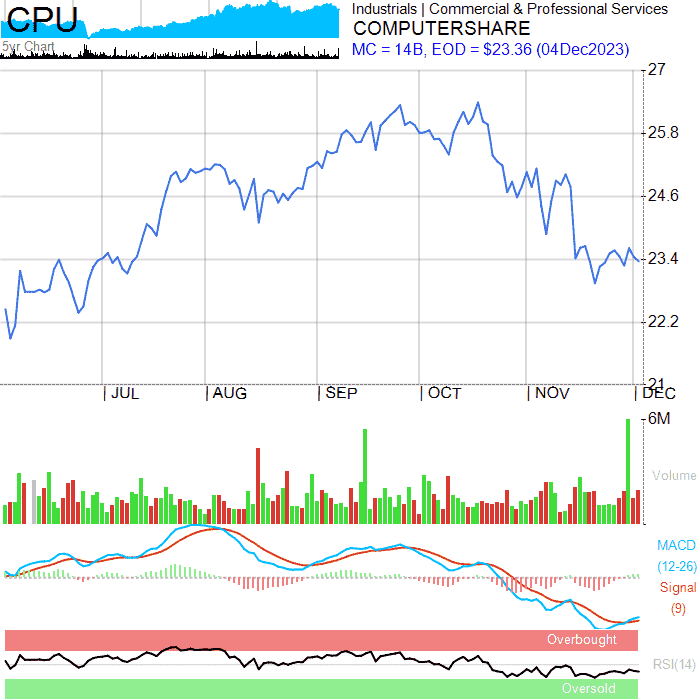 CPU
5yr Chart
Industrials | Commercial & Professional Services
COMPUTERSHARE
MC = 14B, EOD = $23.36 (04Dec2023)
27
25.8
24.6
23.4
22.2
21
| JUL | AUG | SEP | OCT | NOV | DEC
6M
Volume
MACD
(12-26)
Signal
(9)
Overbought
RSI(14)
Oversold